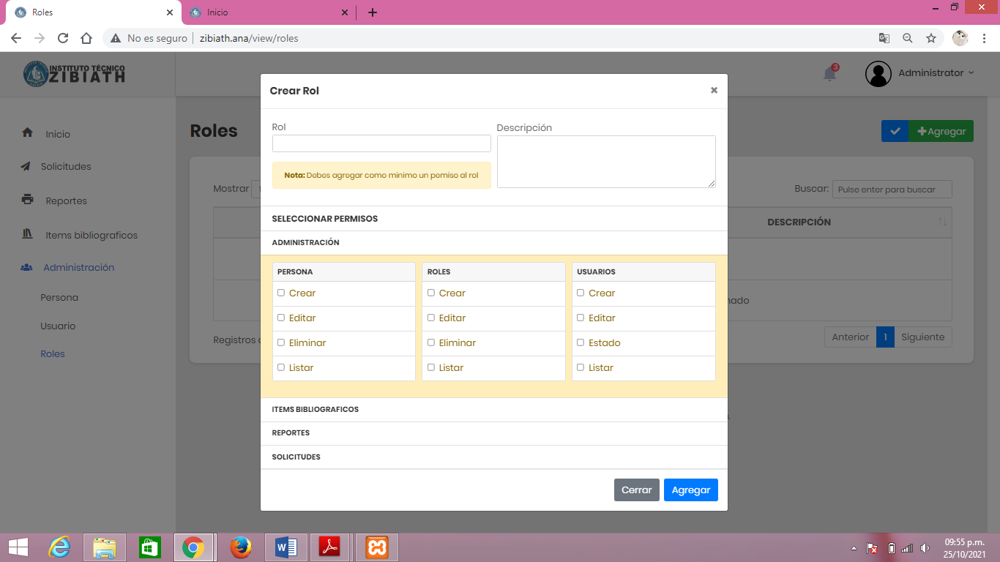 Roles
Inicio
No es seguro
zibiath.ana/view/roles
INSTITUTO TÉCNICO
ZIBIATH
3
Administrator
Inicio
Solicitudes
Reportes
Items bibliograficos
Administración
Persona
Usuario
Roles
Roles
Agregar
Mostrar
Buscar:
Pulse enter para buscar
DESCRIPCIÓN
Registros
Anterior
1
Siguiente
Crear Rol
×
Rol
Descripción
Nota: Debes agregar como minimo un pemiso al rol
SELECCIONAR PERMISOS
ADMINISTRACIÓN
PERSONA
Crear
Editar
Eliminar
Listar
ROLES
Crear
Editar
Eliminar
Listar
USUARIOS
Crear
Editar
Estado
Listar
ITEMS BIBLIOGRAFICOS
REPORTES
SOLICITUDES
Cerrar
Agregar
09:55 p.m.
25/10/2021